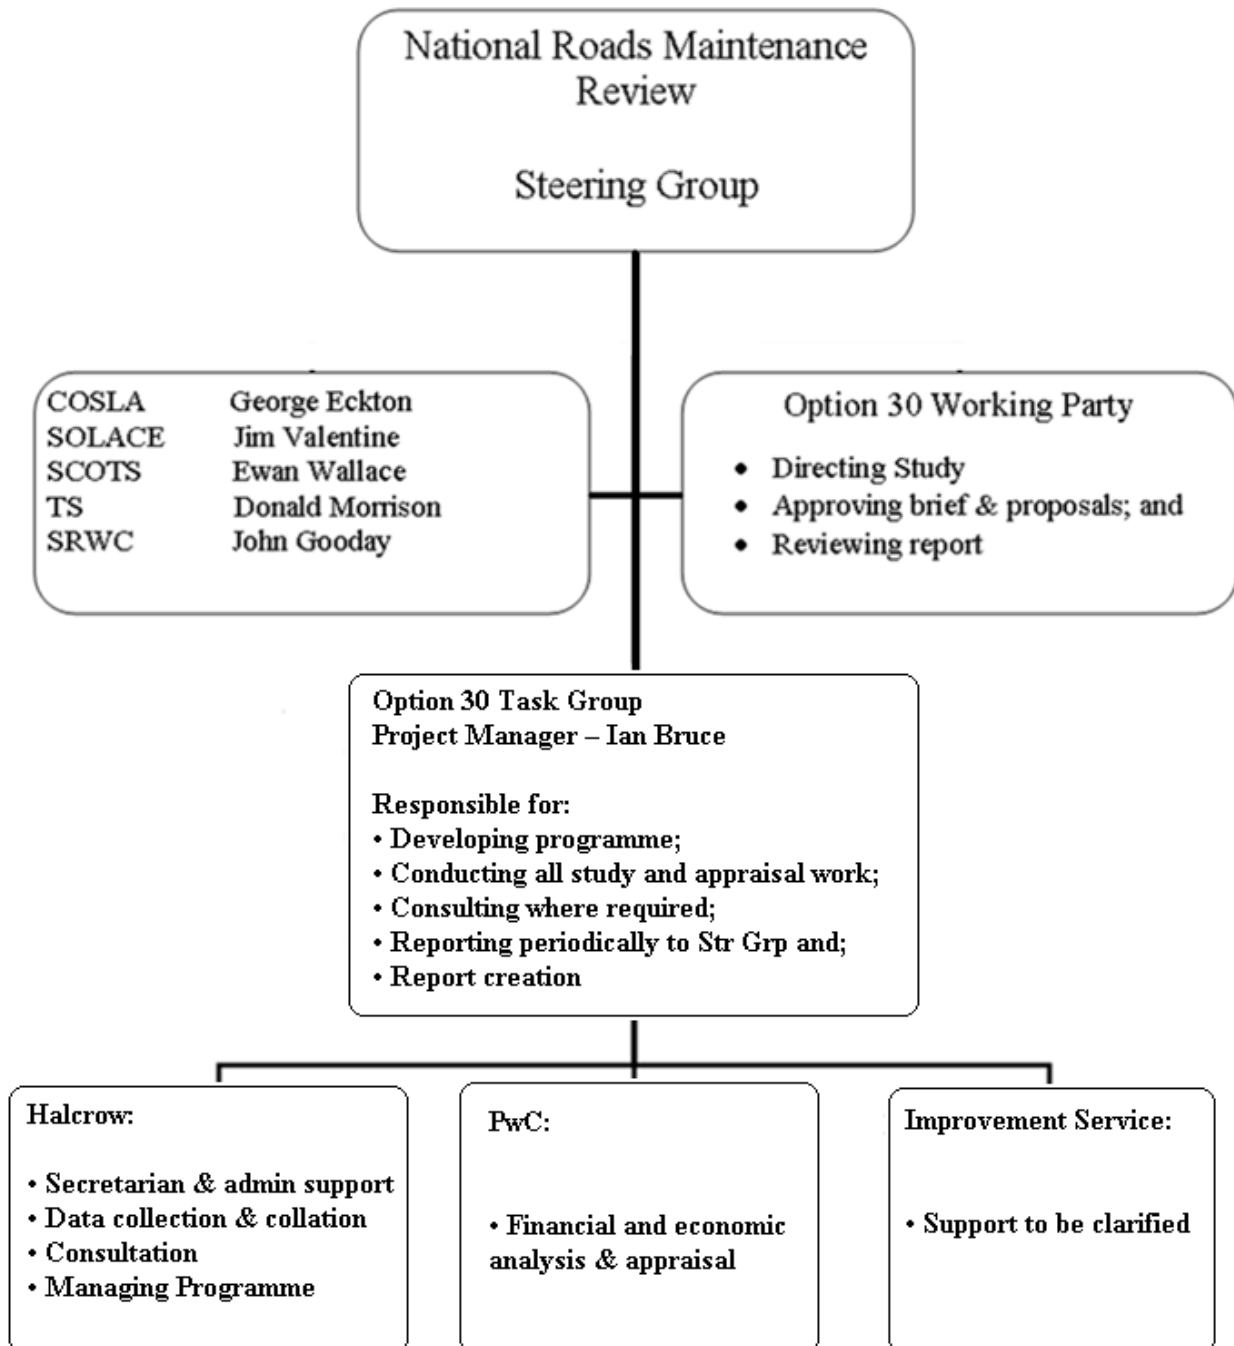 National Roads Maintenance
Review
Steering Group
COSLA George Eckton
SOLACE Jim Valentine
SCOTS Ewan Wallace
TS Donald Morrison
SRWC John Gooday
Option 30 Working Party
• Directing Study
• Approving brief & proposals; and
• Reviewing report
Option 30 Task Group
Project Manager – Ian Bruce
Responsible for:
• Developing programme;
• Conducting all study and appraisal work;
• Consulting where required;
• Reporting periodically to Str Grp and;
• Report creation
Halcrow:
• Secretarian & admin support
• Data collection & collation
• Consultation
• Managing Programme
PwC:
• Financial and economic
analysis & appraisal
Improvement Service:
• Support to be clarified